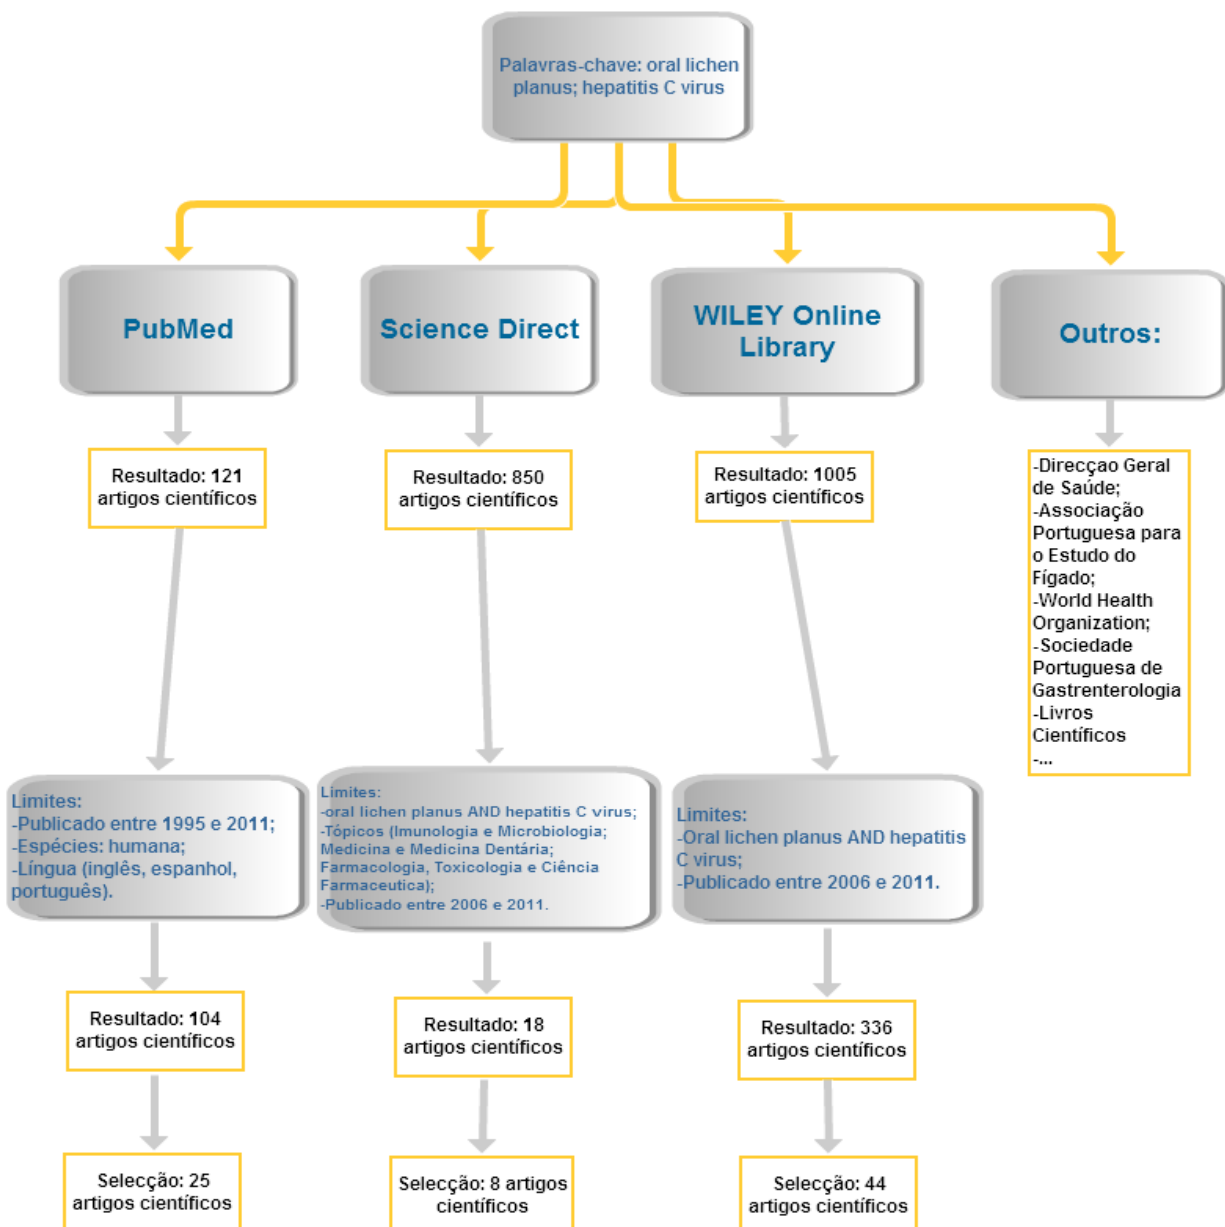 Palavras-chave: oral lichen
planus; hepatitis C virus
PubMed
Science Direct
WILEY Online
Library
Outros:
Resultado: 121
artigos científicos
Resultado: 850
artigos científicos
Resultado: 1005
artigos científicos
-Direcçao Geral
de Saúde;
-Associação
Portuguesa para
o Estudo do
Fígado;
-World Health
Organization;
-Sociedade
Portuguesa de
Gastrenterologia
-Livros
Científicos
-...
Limites:
-Publicado entre 1995 e 2011;
-Espécies: humana;
-Língua (inglês, espanhol,
português).
Limites:
-oral lichen planus AND hepatitis C virus;
-Tópicos (Imunologia e Microbiologia;
Medicina e Medicina Dentária;
Farmacologia, Toxicologia e Ciência
Farmaceutica);
-Publicado entre 2006 e 2011.
Limites:
-Oral lichen planus AND hepatitis
C virus;
-Publicado entre 2006 e 2011.
Resultado: 104
artigos científicos
Resultado: 18
artigos científicos
Resultado: 336
artigos científicos
Selecção: 25
artigos científicos
Selecção: 8 artigos
científicos
Selecção: 44
artigos científicos